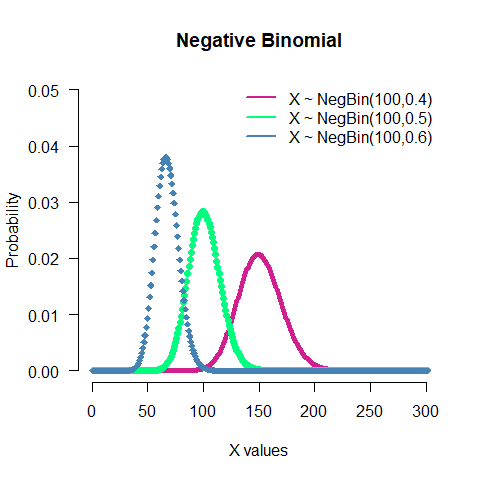 Negative Binomial
X ~ NegBin(100,0.4)
X ~ NegBin(100,0.5)
X ~ NegBin(100,0.6)
Probability
0.05
0.04
0.03
0.02
0.01
0.00
0 50 100 150 200 250 300
X values